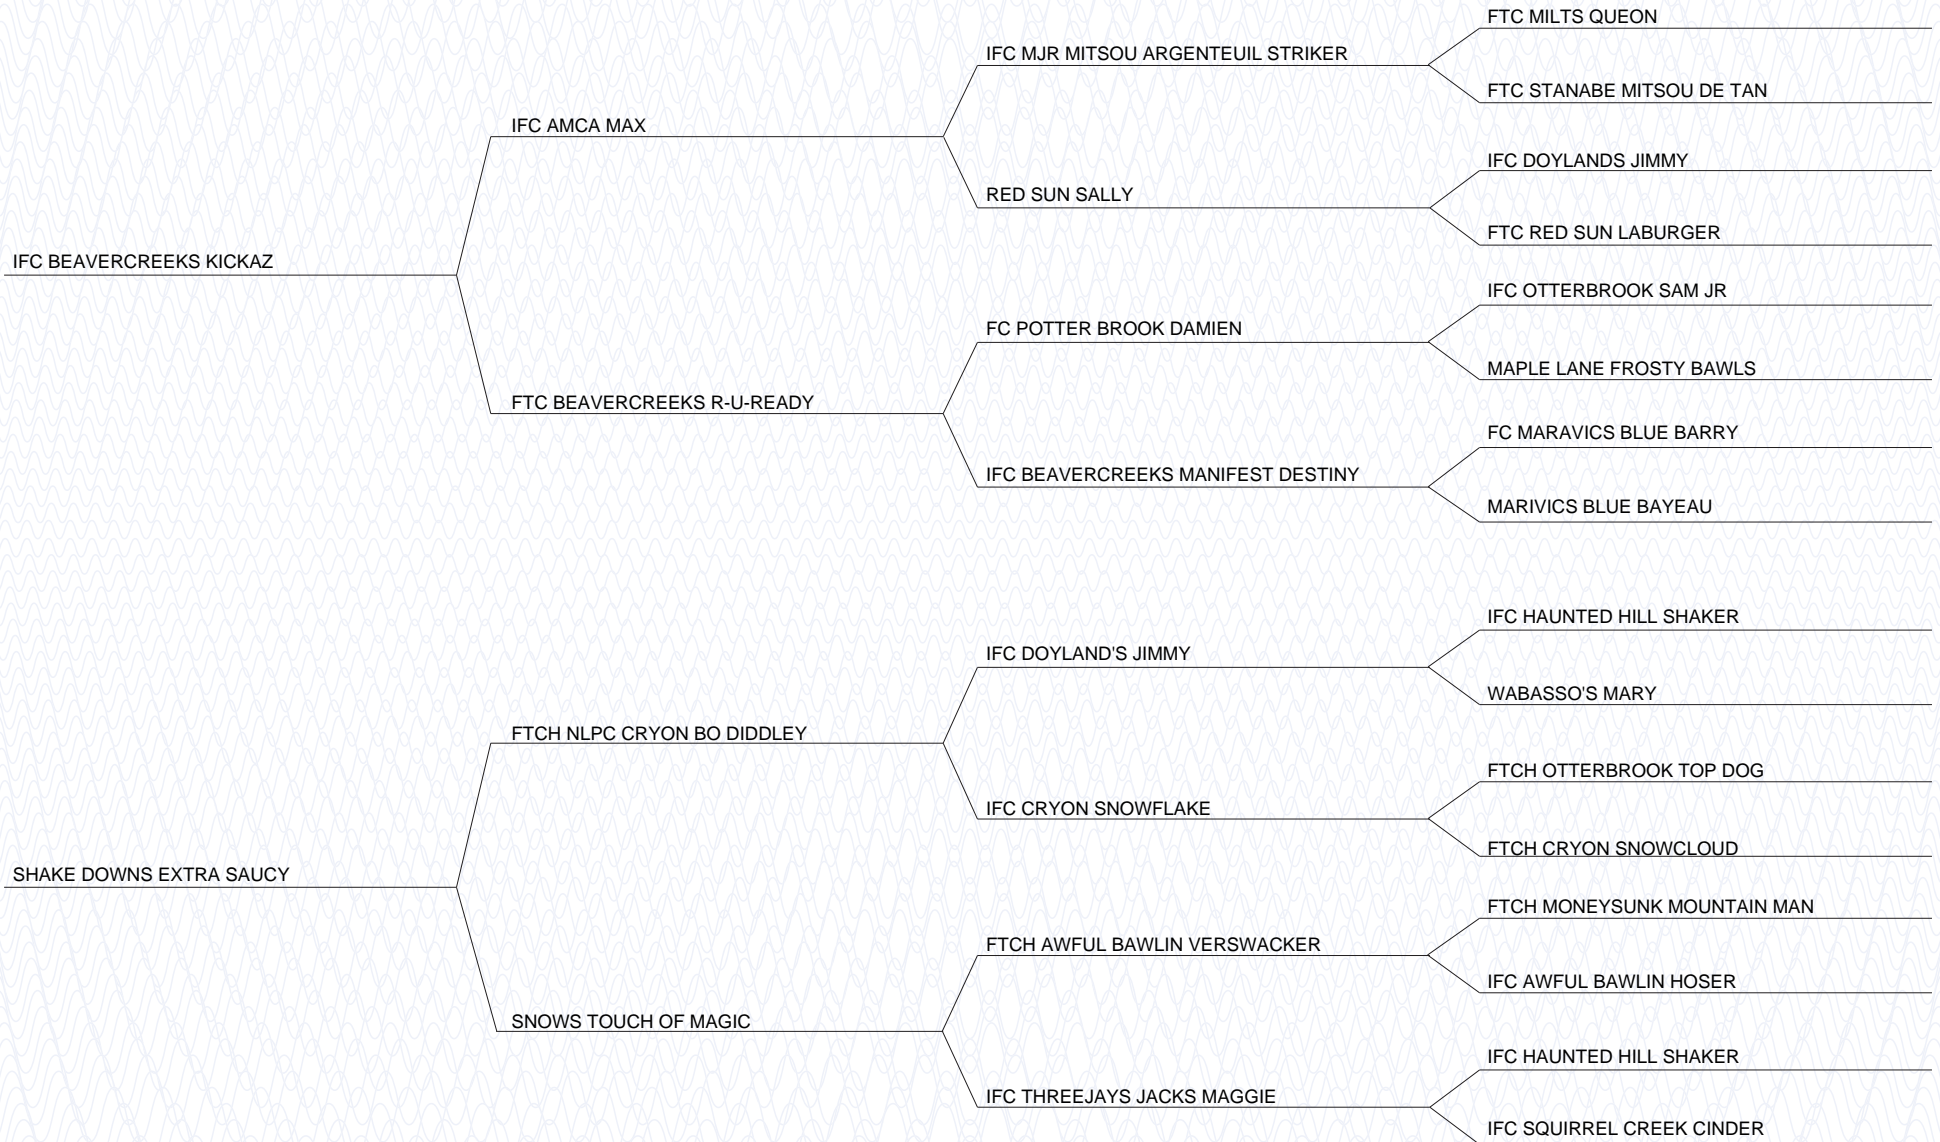 FTC MILTS QUEON
IFC MJR MITSOU ARGENTEUIL STRIKER
FTC STANABE MITSOU DE TAN
IFC AMCA MAX
IFC DOYLANDS JIMMY
RED SUN SALLY
FTC RED SUN LABURGER
IFC BEAVERCREEKS KICKAZ
IFC OTTERBROOK SAM JR
FC POTTER BROOK DAMIEN
MAPLE LANE FROSTY BAWLS
FTC BEAVERCREEKS R-U-READY
FC MARAVICS BLUE BARRY
IFC BEAVERCREEKS MANIFEST DESTINY
MARIVICS BLUE BAYEAU
IFC HAUNTED HILL SHAKER
IFC DOYLAND'S JIMMY
WABASSO'S MARY
FTCH NLPC CRYON BO DIDDLEY
FTCH OTTERBROOK TOP DOG
IFC CRYON SNOWFLAKE
FTCH CRYON SNOWCLOUD
SHAKE DOWNS EXTRA SAUCY
FTCH MONEYSUNK MOUNTAIN MAN
FTCH AWFUL BAWLIN VERSWACKER
IFC AWFUL BAWLIN HOSER
SNOWS TOUCH OF MAGIC
IFC HAUNTED HILL SHAKER
IFC THREEJAYS JACKS MAGGIE
IFC SQUIRREL CREEK CINDER